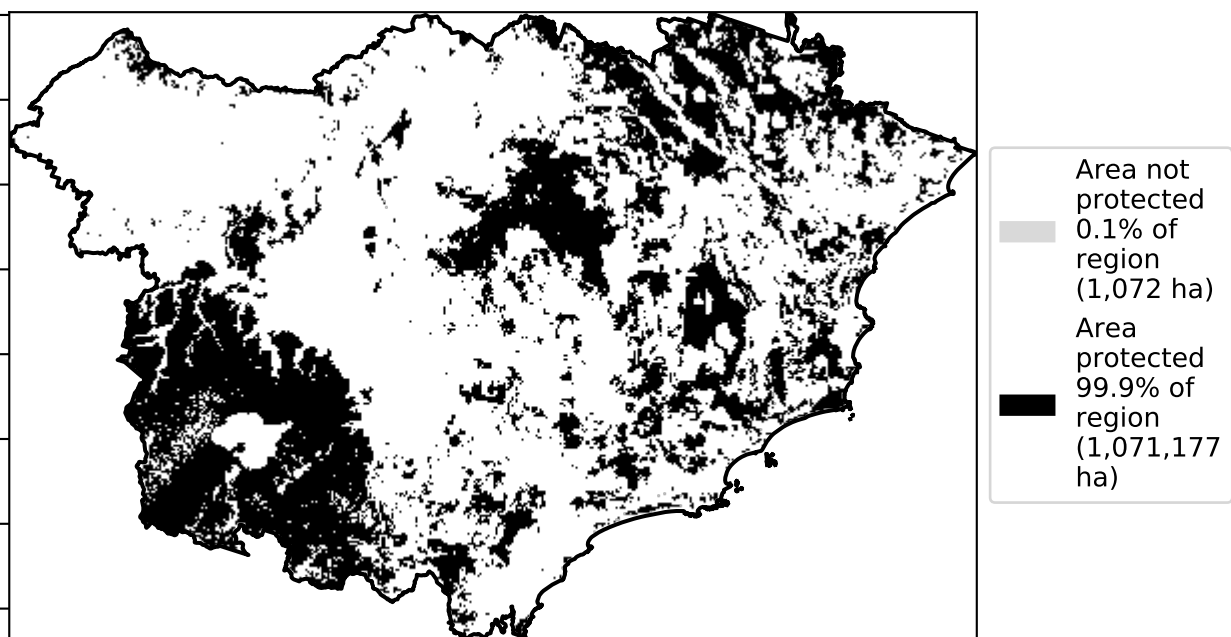 Area not
protected
0.1% of
region
(1,072 ha)
Area
protected
99.9% of
region
(1,071,177
ha)